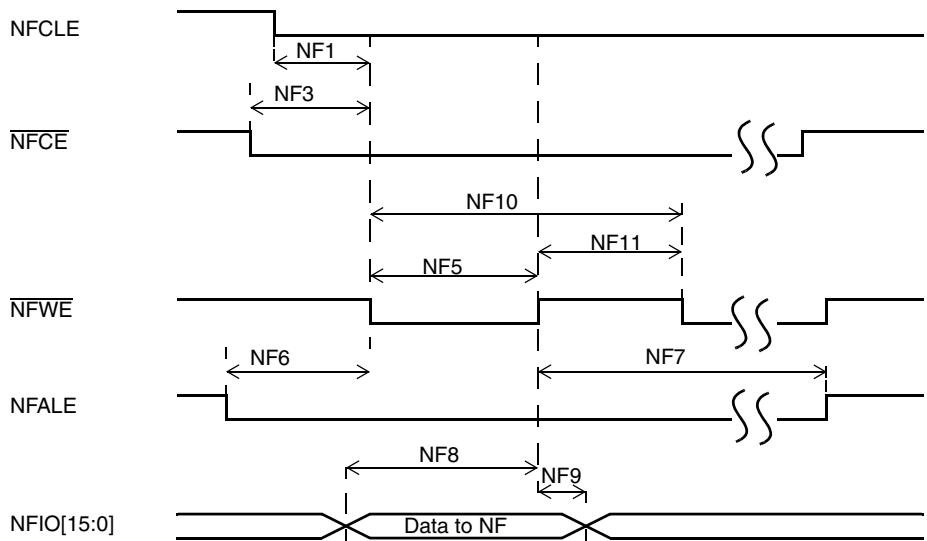 NFCLE
NF1
NF3
NFCE
NF10
NF11
NF5
NFWE
NF6
NF7
NFALE
NF8
NF9
NFIO[15:0]
Data to NF